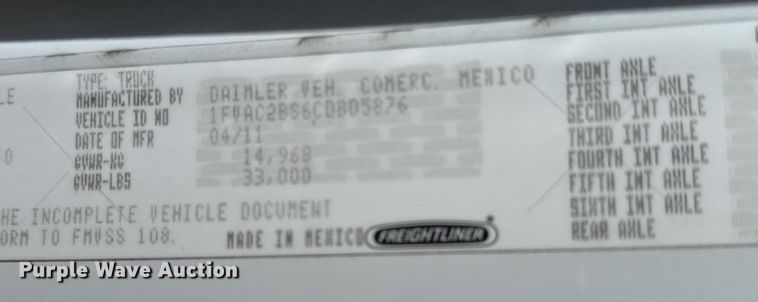 TYPE: TRUCK
MANUFACTURED BY DAIMLER VEH. COMERC. MEXICO
VEHICLE ID NO 1FVAC2BS6CDBD5876
DATE OF MFR 04/11
GVWR-KG 14,968
GVWR-LBS 33,000
HE INCOMPLETE VEHICLE DOCUMENT
ORM TO FMVSS 108. MADE IN MEXICO FREIGHTLINER
FRONT AXLE
FIRST INT AXLE
SECOND INT AXLE
THIRD INT AXLE
FOURTH INT AXLE
FIFTH INT AXLE
SIXTH INT AXLE
REAR AXLE
Purple Wave Auction